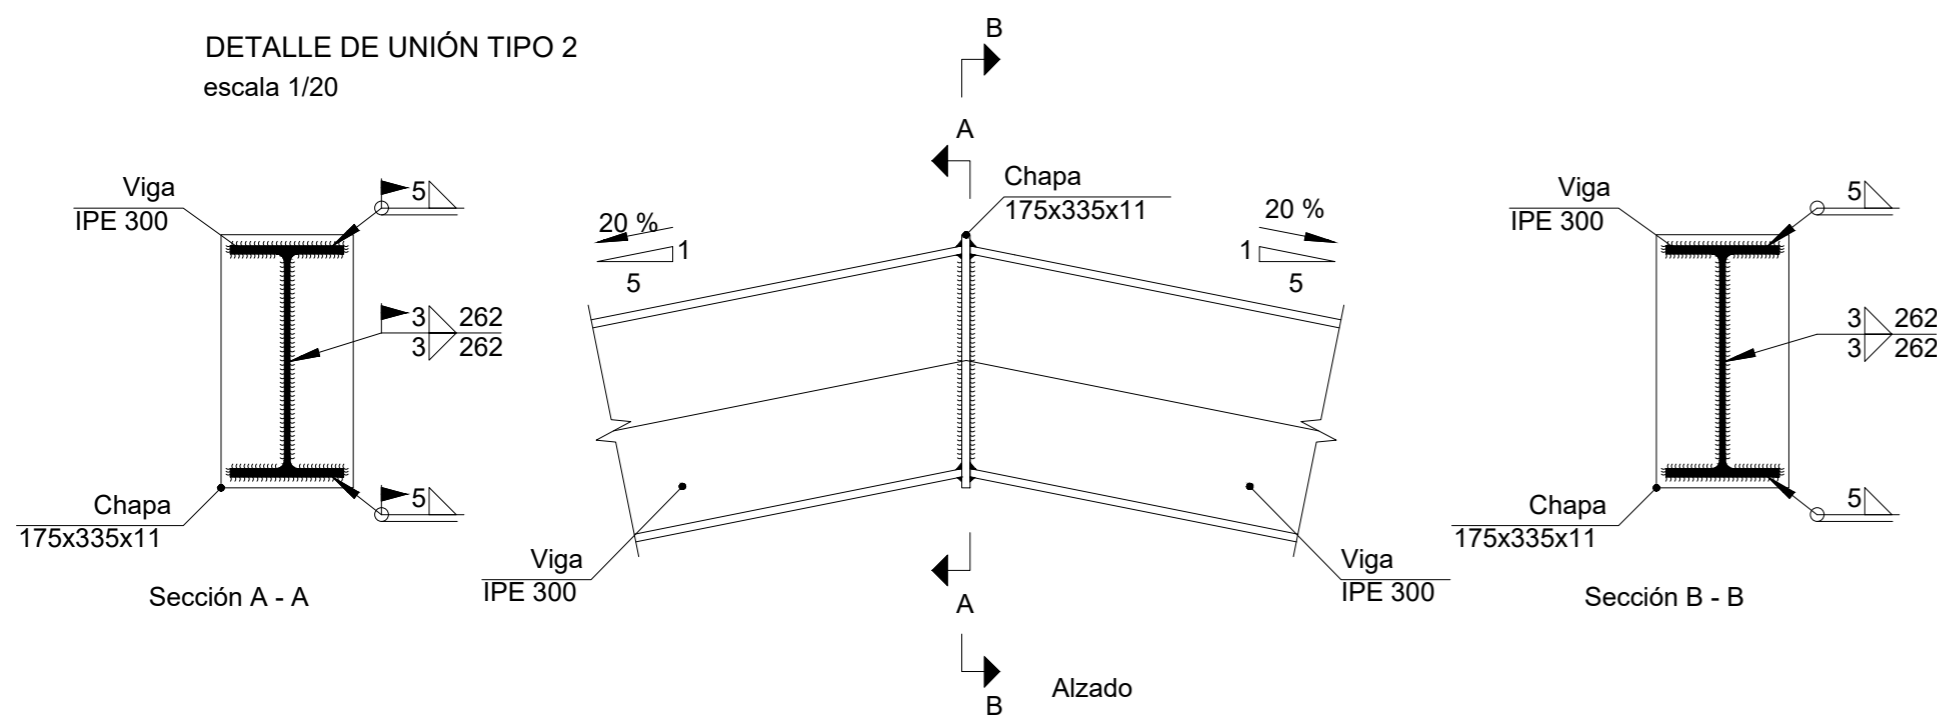 DETALLE DE UNIÓN TIPO 2
escala 1/20
Viga
IPE 300
5
3 262
3 262
5
Chapa
175x335x11
Sección A - A
B
A
Chapa
175x335x11
20 %
1
5
20 %
1
5
Viga
IPE 300
Viga
IPE 300
A
B
Alzado
Viga
IPE 300
5
3 262
3 262
5
Chapa
175x335x11
Sección B - B